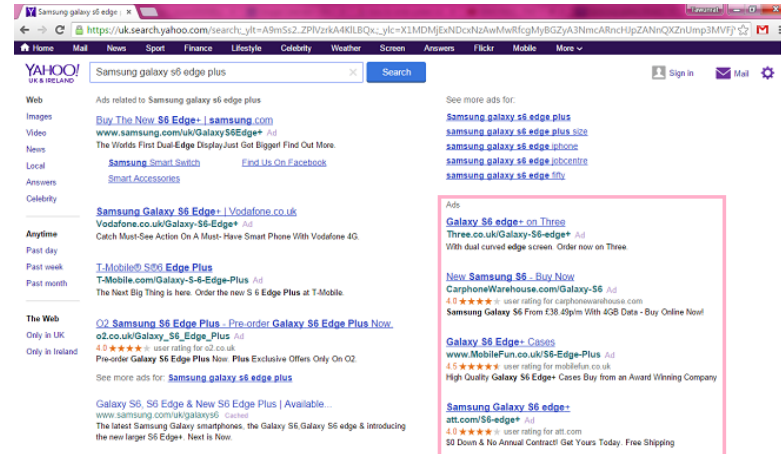 Samsung galaxy s6 edge p
https://uk.search.yahoo.com/search;_ylt=A9mSs2..ZPlVzrkA4KlLBQx.;_ylc=X1MDMjExNDcxNzAwMwRfcgMyBGZyA3NmcARncHJpZANnQXZnUmp3MVFj
Home Mail News Sport Finance Lifestyle Celebrity Weather Screen Answers Flickr Mobile More
YAHOO!
UK & IRELAND
Samsung galaxy s6 edge plus
Search
Sign in
Mail
Web
Images
Video
News
Local
Answers
Celebrity
Anytime
Past day
Past week
Past month
The Web
Only in UK
Only in Ireland
Ads related to Samsung galaxy s6 edge plus
Buy The New S6 Edge+ | samsung.com
www.samsung.com/uk/GalaxyS6Edge+ Ad
The Worlds First Dual-Edge DisplayJust Got Bigger! Find Out More.
Samsung Smart Switch Find Us On Facebook
Smart Accessories
Samsung Galaxy S6 Edge+ | Vodafone.co.uk
Vodafone.co.uk/Galaxy-S6-Edge+ Ad
Catch Must-See Action On A Must- Have Smart Phone With Vodafone 4G.
T-Mobile® S®6 Edge Plus
T-Mobile.com/Galaxy-S-6-Edge-Plus Ad
The Next Big Thing is here. Order the new S 6 Edge Plus at T-Mobile.
O2 Samsung S6 Edge Plus - Pre-order Galaxy S6 Edge Plus Now.
o2.co.uk/Galaxy_S6_Edge_Plus Ad
4.0 ★★★★★ user rating for o2.co.uk
Pre-order Galaxy S6 Edge Plus Now. Plus Exclusive Offers Only On O2.
See more ads for: Samsung galaxy s6 edge plus
Galaxy S6, S6 Edge & New S6 Edge Plus | Available...
www.samsung.com/uk/galaxys6 Cached
The latest Samsung Galaxy smartphones, the Galaxy S6,Galaxy S6 edge & introducing
the new larger S6 Edge+. Next is Now.
See more ads for:
Samsung galaxy s6 edge plus
samsung galaxy s6 edge plus size
samsung galaxy s6 edge iphone
samsung galaxy s6 edge jobcentre
samsung galaxy s6 edge fifty
Ads
Galaxy S6 edge+ on Three
Three.co.uk/Galaxy-S6-edge+ Ad
With dual curved edge screen. Order now on Three.
New Samsung S6 - Buy Now
CarphoneWarehouse.com/Galaxy-S6 Ad
4.0 ★★★★★ user rating for carphonewarehouse.com
Samsung Galaxy S6 From £38.49p/m With 4GB Data - Buy Online Now!
Galaxy S6 Edge+ Cases
www.MobileFun.co.uk/S6-Edge-Plus Ad
4.5 ★★★★★ user rating for mobilefun.co.uk
High Quality Galaxy S6 Edge+ Cases Buy from an Award Winning Company
Samsung Galaxy S6 edge+
att.com/S6-edge+ Ad
4.0 ★★★★★ user rating for att.com
$0 Down & No Annual Contract! Get Yours Today. Free Shipping